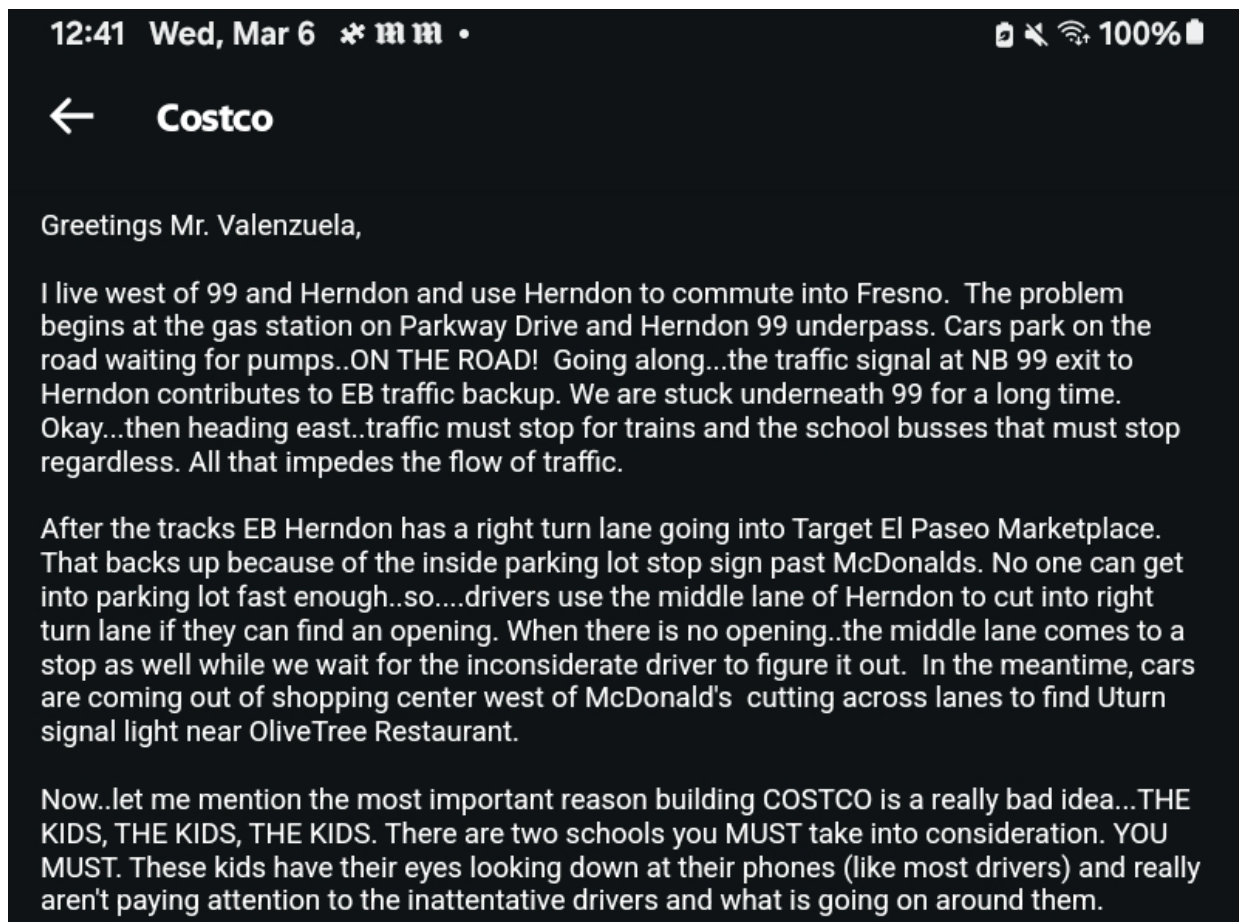 12:41 Wed, Mar 6 m m • 100%
Costco
Greetings Mr. Valenzuela,
I live west of 99 and Herndon and use Herndon to commute into Fresno.  The problem
begins at the gas station on Parkway Drive and Herndon 99 underpass. Cars park on the
road waiting for pumps..ON THE ROAD!  Going along...the traffic signal at NB 99 exit to
Herndon contributes to EB traffic backup. We are stuck underneath 99 for a long time.
Okay...then heading east..traffic must stop for trains and the school busses that must stop
regardless. All that impedes the flow of traffic.
After the tracks EB Herndon has a right turn lane going into Target El Paseo Marketplace.
That backs up because of the inside parking lot stop sign past McDonalds. No one can get
into parking lot fast enough..so....drivers use the middle lane of Herndon to cut into right
turn lane if they can find an opening. When there is no opening..the middle lane comes to a
stop as well while we wait for the inconsiderate driver to figure it out.  In the meantime, cars
are coming out of shopping center west of McDonald's  cutting across lanes to find Uturn
signal light near OliveTree Restaurant.
Now..let me mention the most important reason building COSTCO is a really bad idea...THE
KIDS, THE KIDS, THE KIDS. There are two schools you MUST take into consideration. YOU
MUST. These kids have their eyes looking down at their phones (like most drivers) and really
aren't paying attention to the inattentative drivers and what is going on around them.